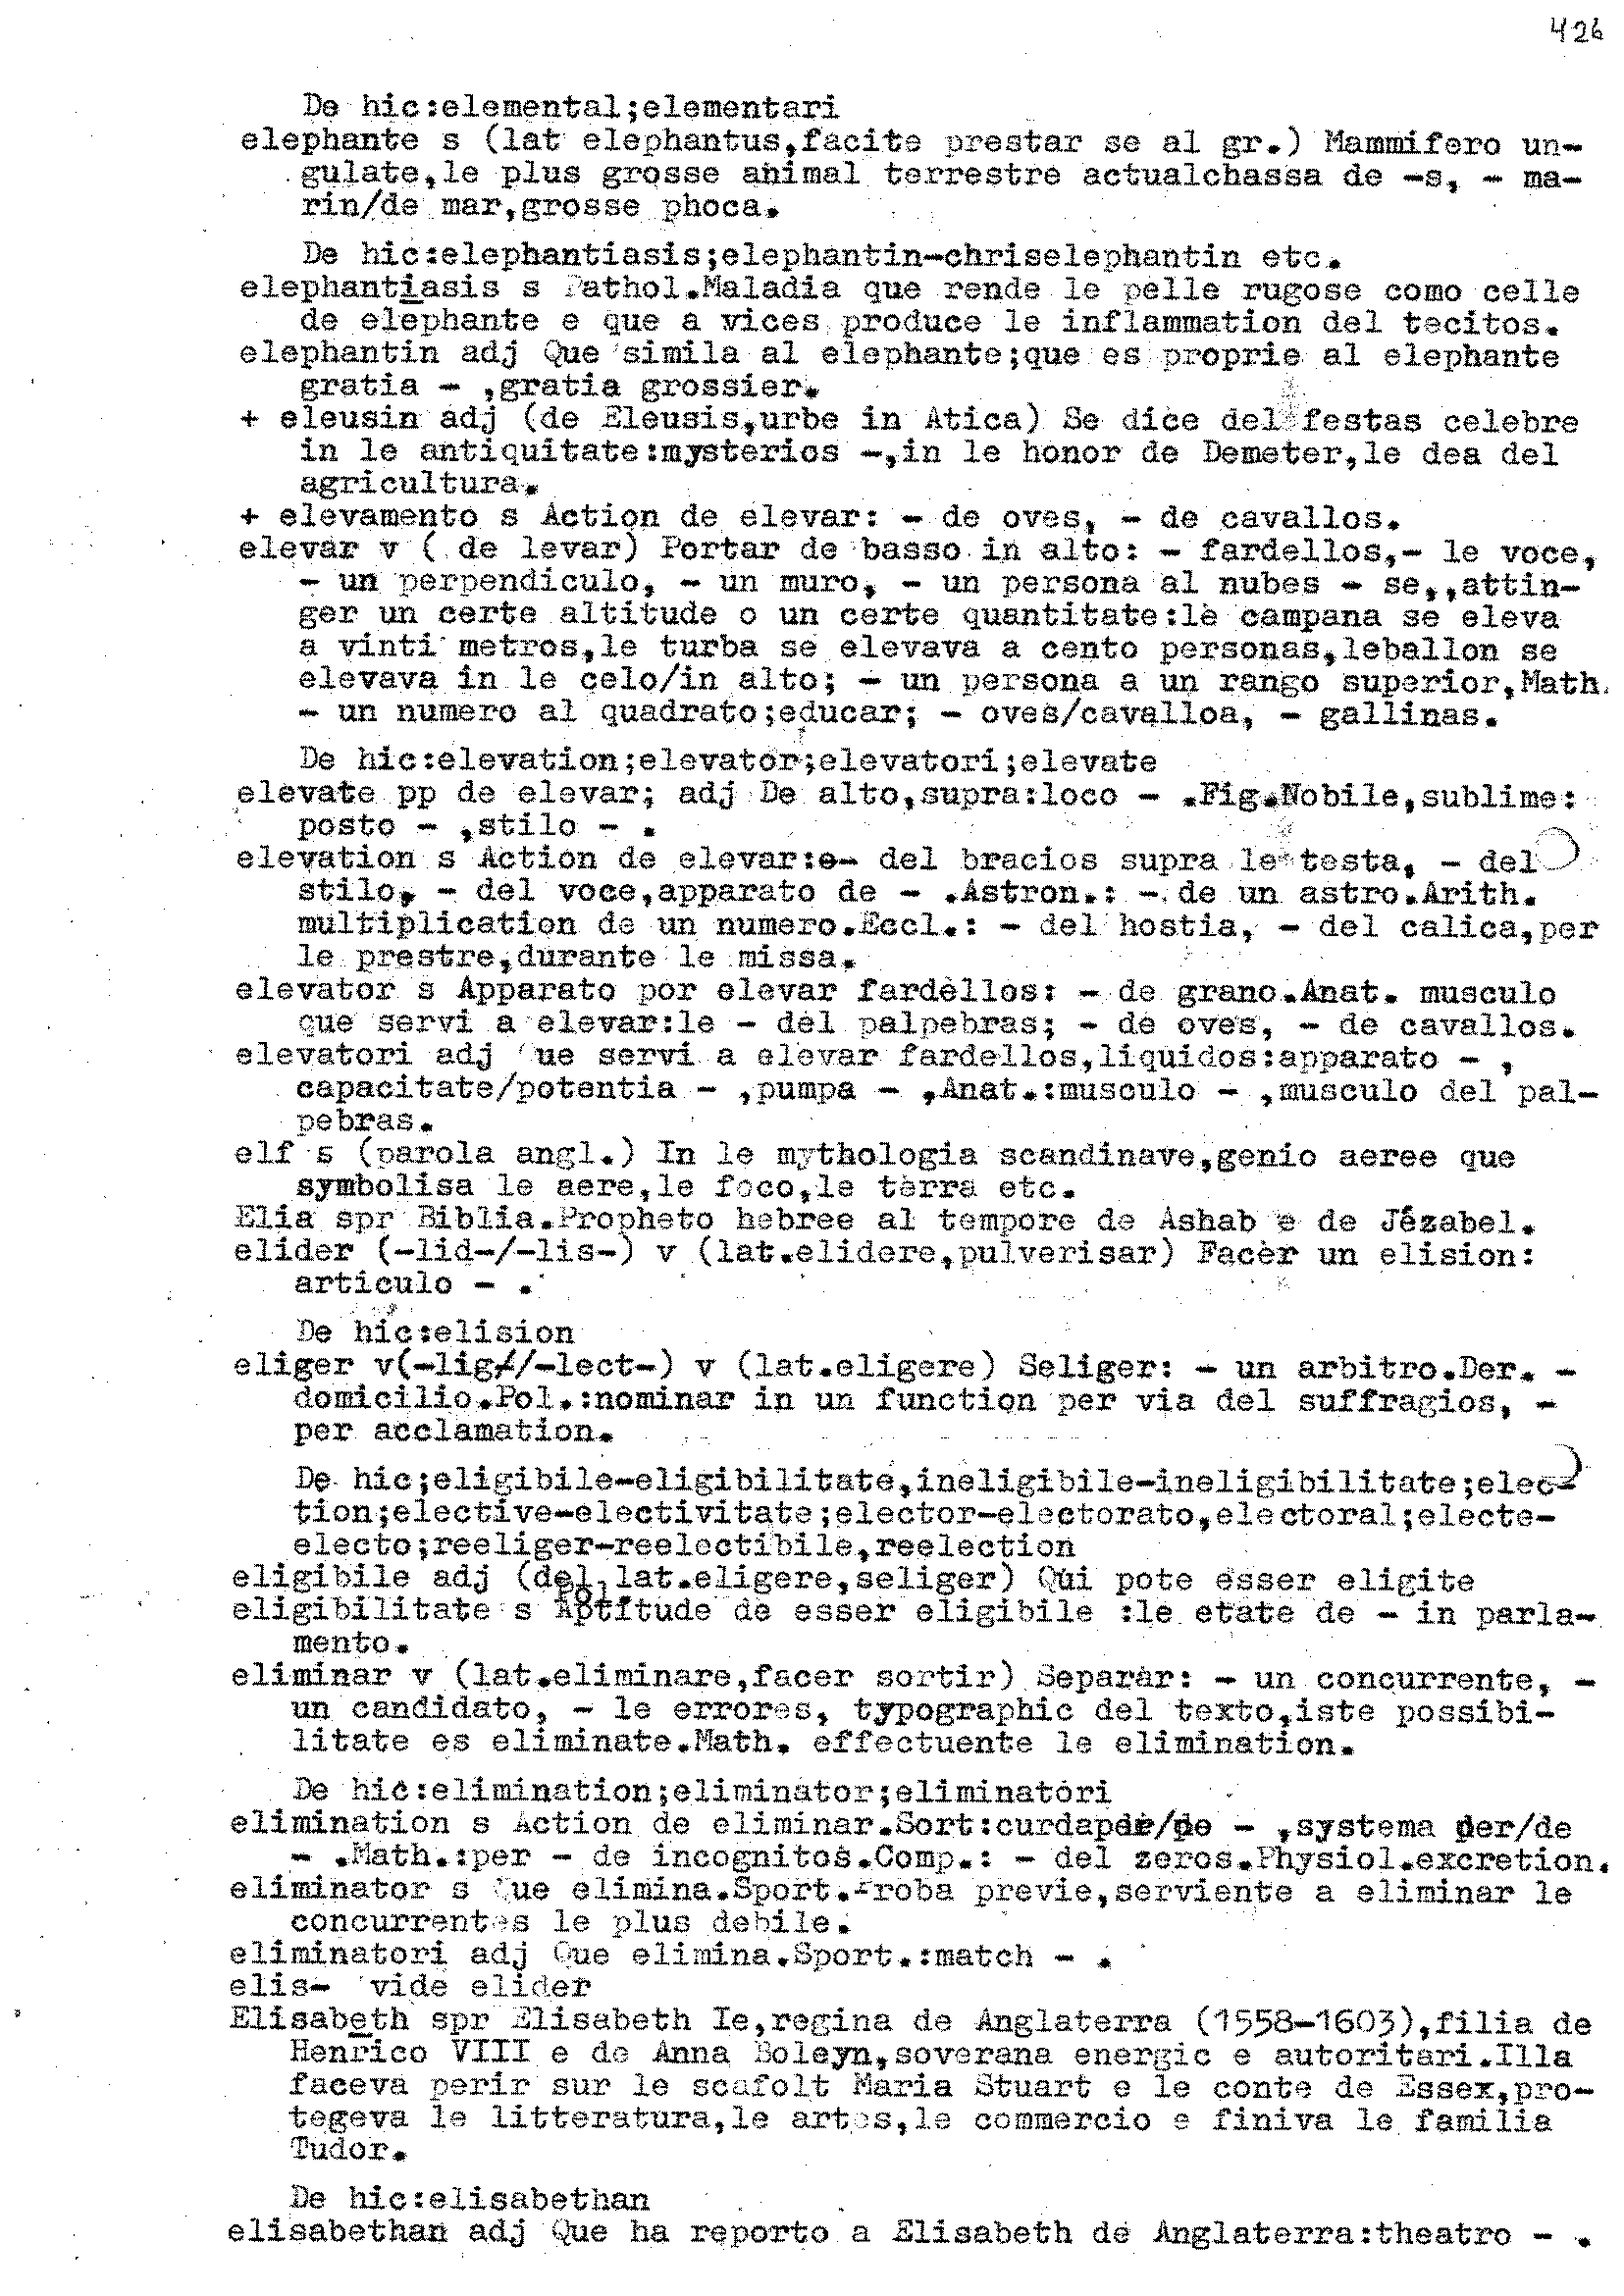 426
De hic:elemental;elementari
elephante s (lat elephantus,facite prestar se al gr.) Mammifero un-
gulate,le plus grosse animal terrestre actualchassa de -s, - ma-
rin/de mar,grosse phoca.
De hic:elephantiasis;elephantin-chriselephantin etc.
elephantiasis s Pathol.Maladia que rende le pelle rugose como celle
de elephante e que a vices produce le inflammation del tecitos.
elephantin adj Que simila al elephante;que es proprie al elephante
gratia - ,gratia grossier.
+ eleusin adj (de Eleusis,urbe in Atica) Se dice del festas celebre
in le antiquitate:mysterios -,in le honor de Demeter,le dea del
agricultura.
+ elevamento s Action de elevar: - de oves, - de cavallos.
elevar v ( de levar) Portar de basso in alto: - fardellos,- le voce,
- un perpendiculo, - un muro, - un persona al nubes - se,,attin-
ger un certe altitude o un certe quantitate:le campana se eleva
a vinti metros,le turba se elevava a cento personas,leballon se
elevava in le celo/in alto; - un persona a un rango superior,Math.
- un numero al quadrato;educar; - oves/cavalloa, - gallinas.
De hic:elevation;elevator;elevatori;elevate
elevate pp de elevar; adj De alto,supra:loco - .Fig.Nobile,sublime:
posto - ,stilo - .
elevation s Action de elevar:e- del bracios supra le testa, - del
stilo, - del voce,apparato de - .Astron.: - de un astro.Arith.
multiplication de un numero.Eccl.: - del hostia, - del calica,per
le prestre,durante le missa.
elevator s Apparato por elevar fardellos: - de grano.Anat. musculo
que servi a elevar:le - del palpebras; - de oves, - de cavallos.
elevatori adj ue servi a elevar fardellos,liquidos:apparato - ,
capacitate/potentia - ,pumpa - ,Anat.:musculo - ,musculo del pal-
pebras.
elf s (parola angl.) In le mythologia scandinave,genio aeree que
symbolisa le aere,le foco,le terra etc.
Elia spr Biblia.Propheto hebree al tempore de Ashab e de Jézabel.
elider (-lid-/-lis-) v (lat.elidere,pulverisar) Facer un elision:
articulo - .
De hic:elision
eliger v(-lig-/-lect-) v (lat.eligere) Seliger: - un arbitro.Der. -
domicilio.Pol.:nominar in un function per via del suffragios, -
per acclamation.
De hic;eligibile-eligibilitate,ineligibile-ineligibilitate;elec-
tion;elective-electivitate;elector-electorato,electoral;electe-
electo;reeliger-reelectibile,reelection
eligibile adj (del lat.eligere,seliger) Qui pote esser eligite
eligibilitate s Aptitude de esser eligibile :le etate de - in parla-
mento.
eliminar v (lat.eliminare,facer sortir) Separar: - un concurrente, -
un candidato, - le errores, typographic del texto,iste possibi-
litate es eliminate.Math. effectuente le elimination.
De hic:elimination;eliminator;eliminatori
elimination s Action de eliminar.Sort:curdaper/de - ,systema per/de
- .Math.:per - de incognitos.Comp.: - del zeros.Physiol.excretion.
eliminator s Que elimina.Sport.Proba previe,serviente a eliminar le
concurrentes le plus debile.
eliminatori adj Que elimina.Sport.:match - .
elis- vide elider
Elisabeth spr Elisabeth Ie,regina de Anglaterra (1558-1603),filia de
Henrico VIII e de Anna Boleyn,soverana energic e autoritari.Illa
faceva perir sur le scafolt Maria Stuart e le conte de Essex,pro-
tegeva le litteratura,le artes,le commercio e finiva le familia
Tudor.
De hic:elisabethan
elisabethan adj Que ha reporto a Elisabeth de Anglaterra:theatro - .